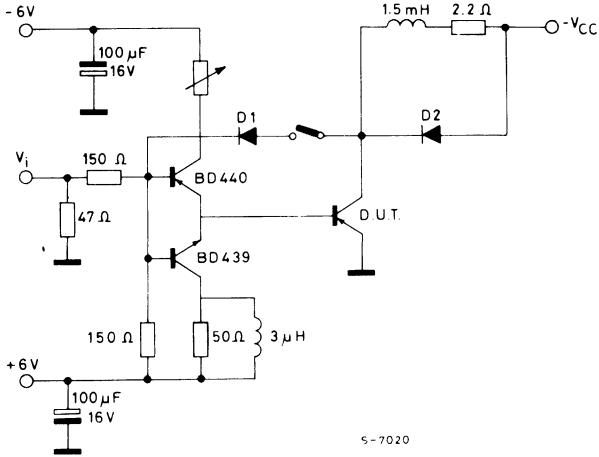 -6V
100 µF
16V
1.5 mH
2.2 Ω
-VCC
D1
D2
Vi
150 Ω
BD440
47 Ω
D.U.T.
BD439
150 Ω
50 Ω
3 µH
+6V
100 µF
16V
S-7020